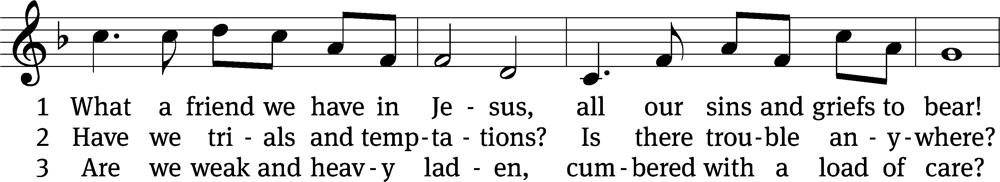 1 What a friend we have in Je - sus, all our sins and griefs to bear!
2 Have we tri - als and temp - ta - tions? Is there trou - ble an - y - where?
3 Are we weak and heav - y lad - en, cum - bered with a load of care?